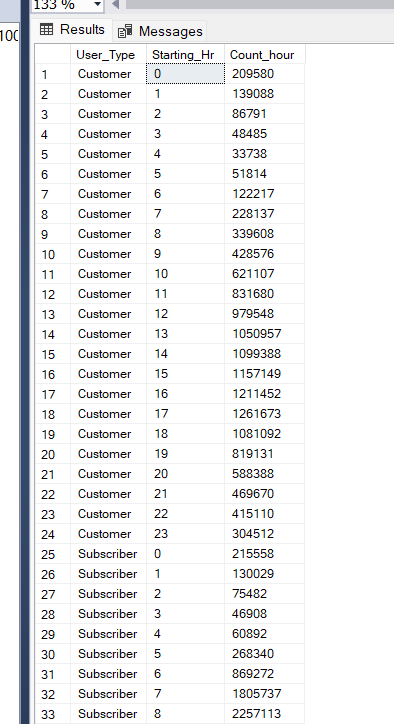 133 %
100
Results Messages
User_Type Starting_Hr Count_hour
1 Customer 0 209580
2 Customer 1 139088
3 Customer 2 86791
4 Customer 3 48485
5 Customer 4 33738
6 Customer 5 51814
7 Customer 6 122217
8 Customer 7 228137
9 Customer 8 339608
10 Customer 9 428576
11 Customer 10 621107
12 Customer 11 831680
13 Customer 12 979548
14 Customer 13 1050957
15 Customer 14 1099388
16 Customer 15 1157149
17 Customer 16 1211452
18 Customer 17 1261673
19 Customer 18 1081092
20 Customer 19 819131
21 Customer 20 588388
22 Customer 21 469670
23 Customer 22 415110
24 Customer 23 304512
25 Subscriber 0 215558
26 Subscriber 1 130029
27 Subscriber 2 75482
28 Subscriber 3 46908
29 Subscriber 4 60892
30 Subscriber 5 268340
31 Subscriber 6 869272
32 Subscriber 7 1805737
33 Subscriber 8 2257113